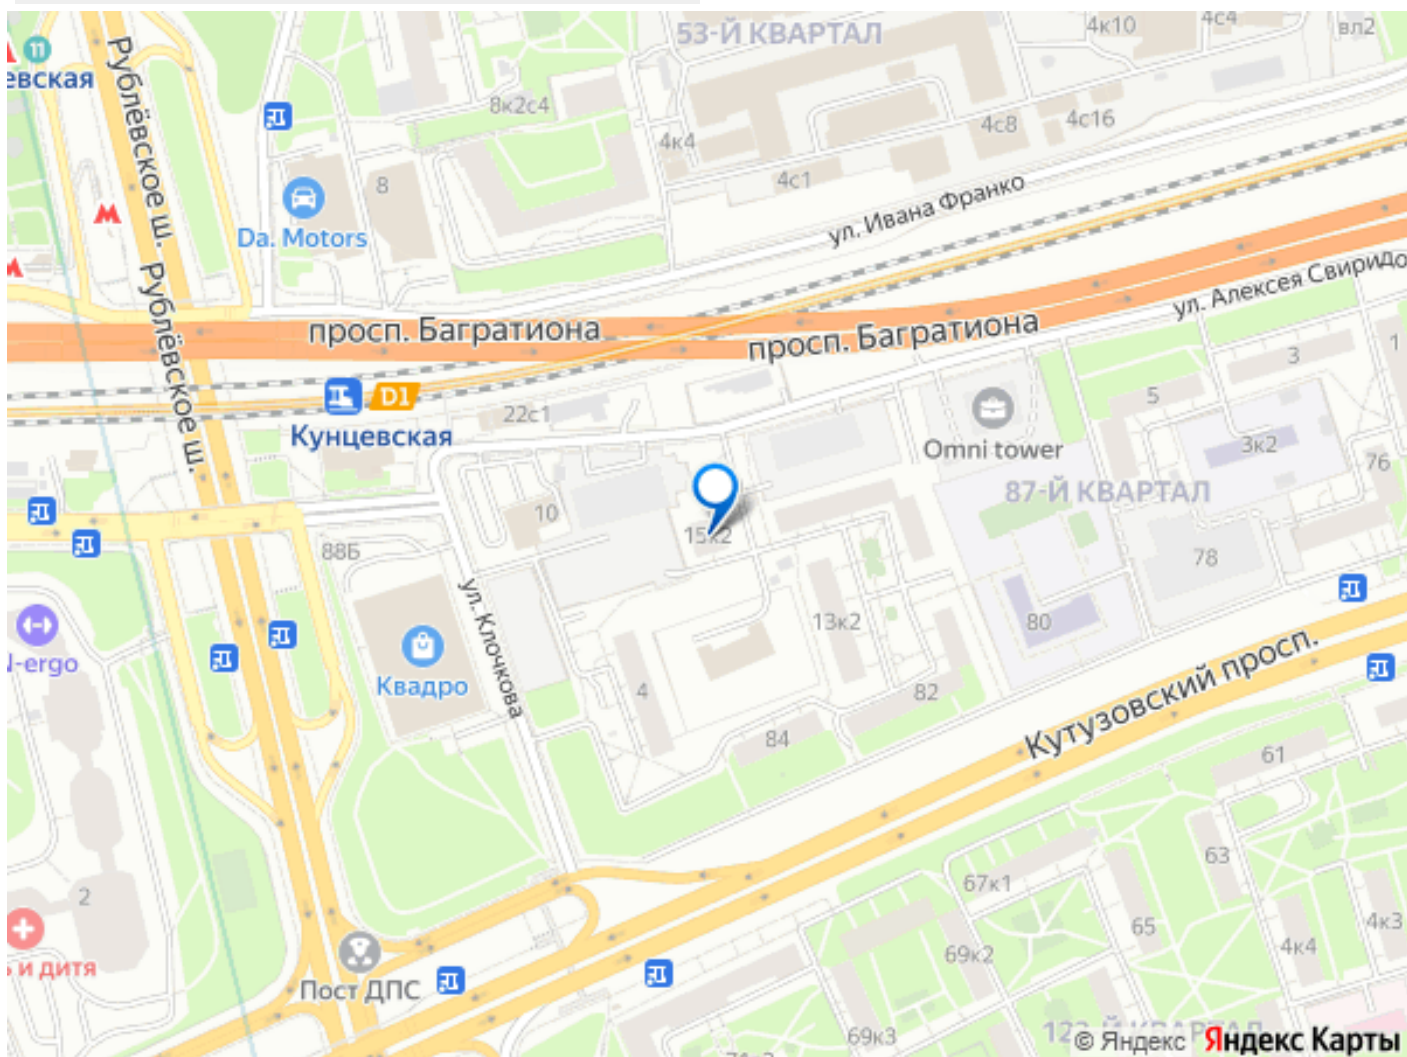 53-Й КВАРТАЛ
4к10
4с4
вл2
11
евская
Рублёвское ш.
8к2с4
4к4
4с8
4с16
8
4с1
Da. Motors
ул. Ивана Франко
Рублёвское ш.
просп. Багратиона
просп. Багратиона
ул. Алексея Свиридо
D1
Кунцевская
22с1
Omni tower
5
3
1
3к2
76
87-Й КВАРТАЛ
10
15к2
88Б
78
ул. Клочкова
N-ergo
Квадро
13к2
80
4
82
84
Кутузовский просп.
61
63
67к1
65
2
69к2
4к4
4к3
ь и дитя
Пост ДПС
69к3
© Яндекс Яндекс Карты